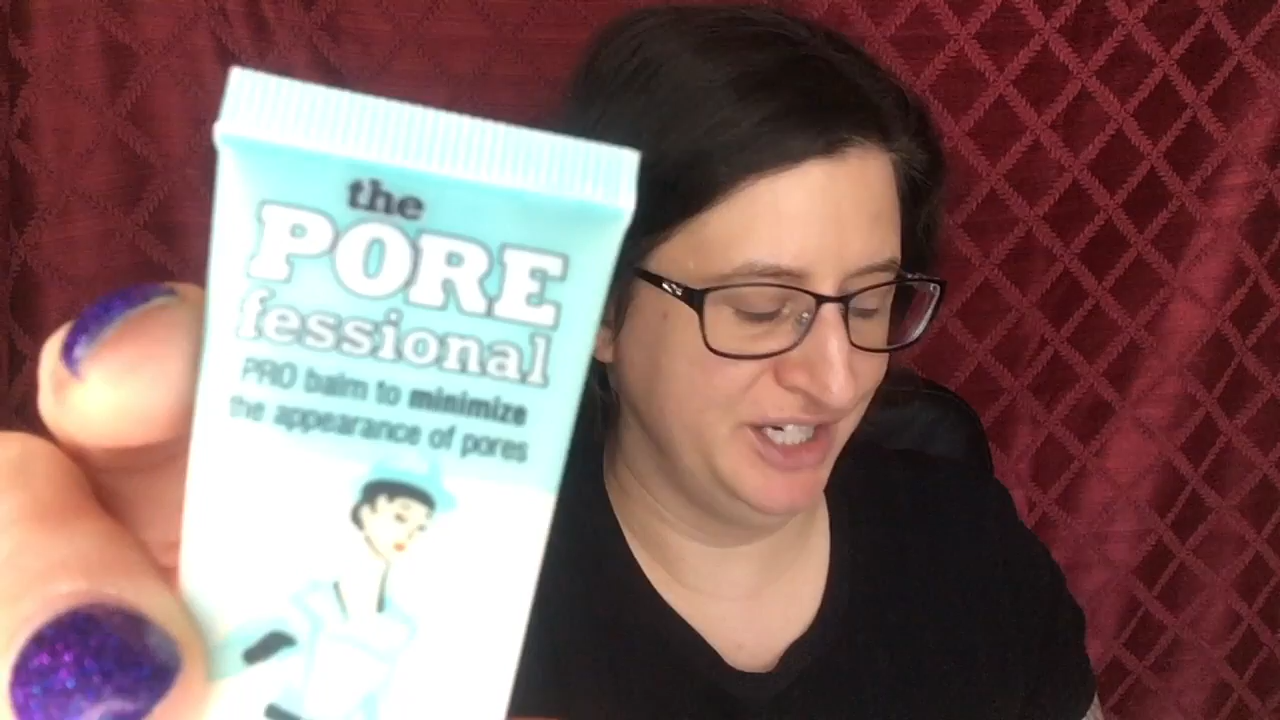 the
PORE
fessional
PRO balm to minimize
the appearance of pores